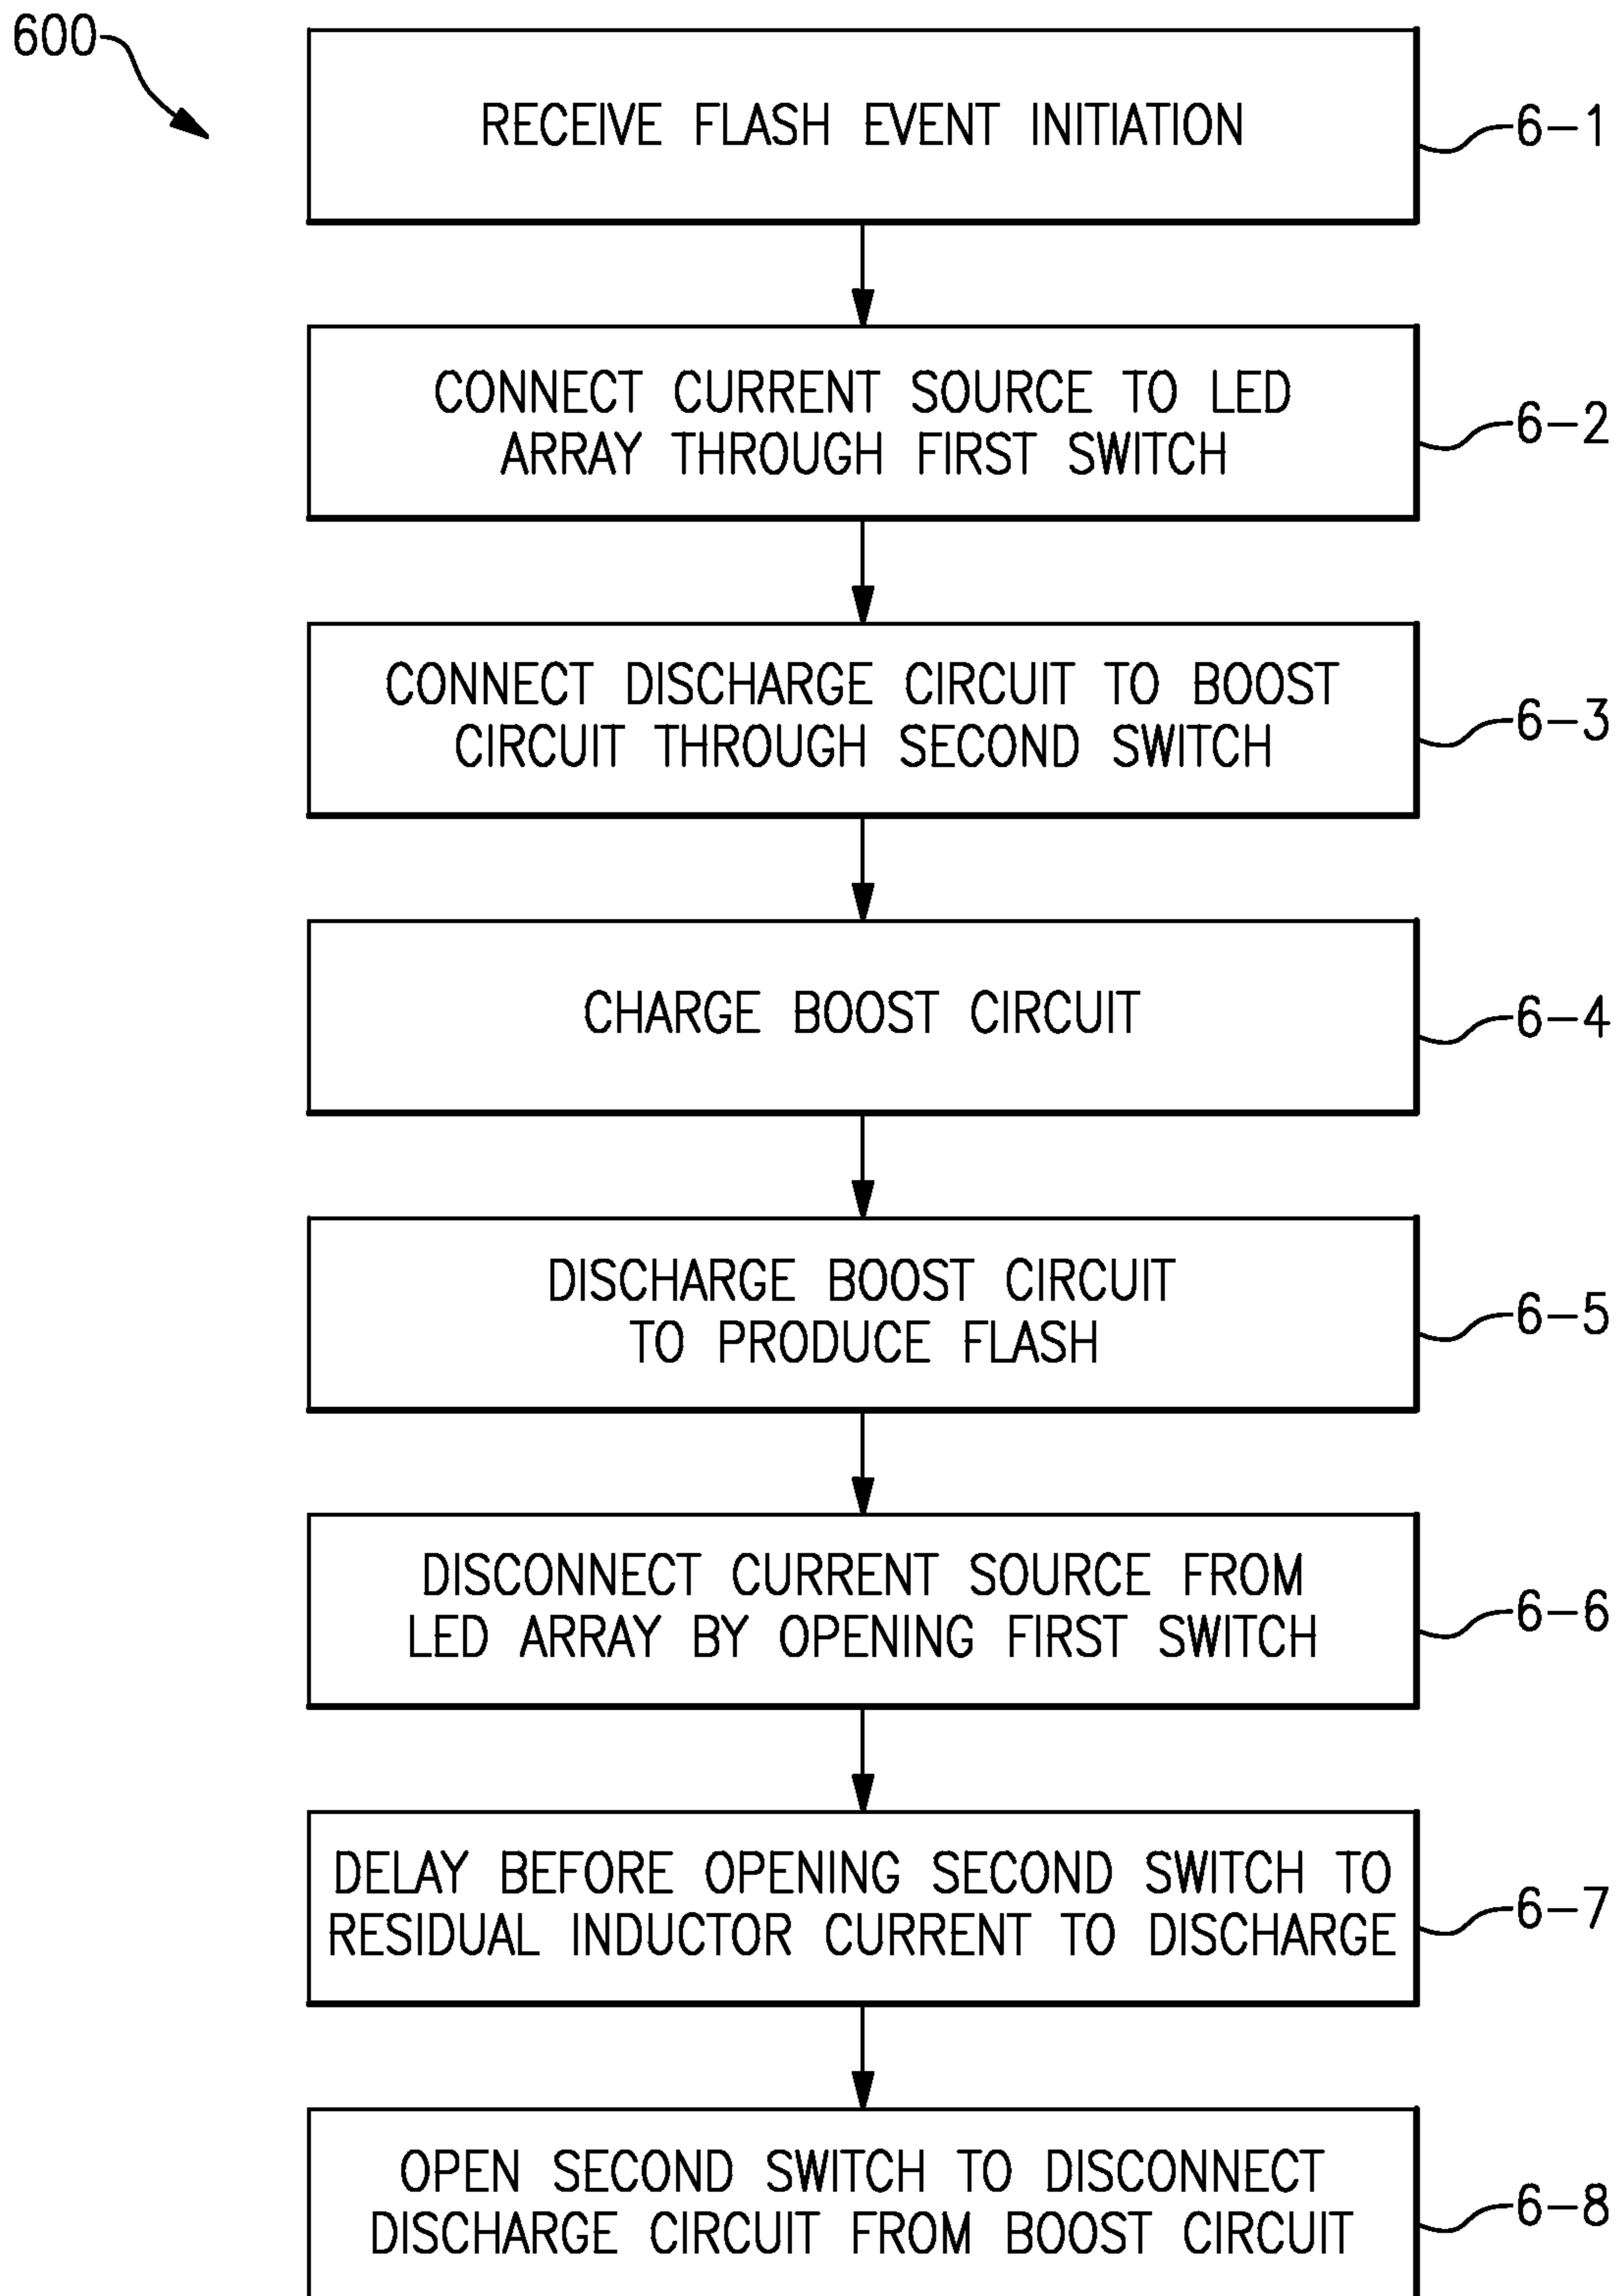 600
RECEIVE FLASH EVENT INITIATION
6-1
CONNECT CURRENT SOURCE TO LED
ARRAY THROUGH FIRST SWITCH
6-2
CONNECT DISCHARGE CIRCUIT TO BOOST
CIRCUIT THROUGH SECOND SWITCH
6-3
CHARGE BOOST CIRCUIT
6-4
DISCHARGE BOOST CIRCUIT
TO PRODUCE FLASH
6-5
DISCONNECT CURRENT SOURCE FROM
LED ARRAY BY OPENING FIRST SWITCH
6-6
DELAY BEFORE OPENING SECOND SWITCH TO
RESIDUAL INDUCTOR CURRENT TO DISCHARGE
6-7
OPEN SECOND SWITCH TO DISCONNECT
DISCHARGE CIRCUIT FROM BOOST CIRCUIT
6-8